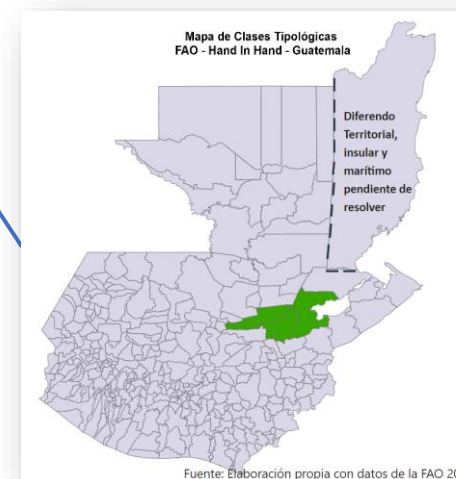 Mapa de Clases Tipológicas
FAO - Hand In Hand - Guatemala
Diferendo
Territorial,
insular y
marítimo
pendiente de
resolver
Fuente: Elaboración propia con datos de la FAO 20